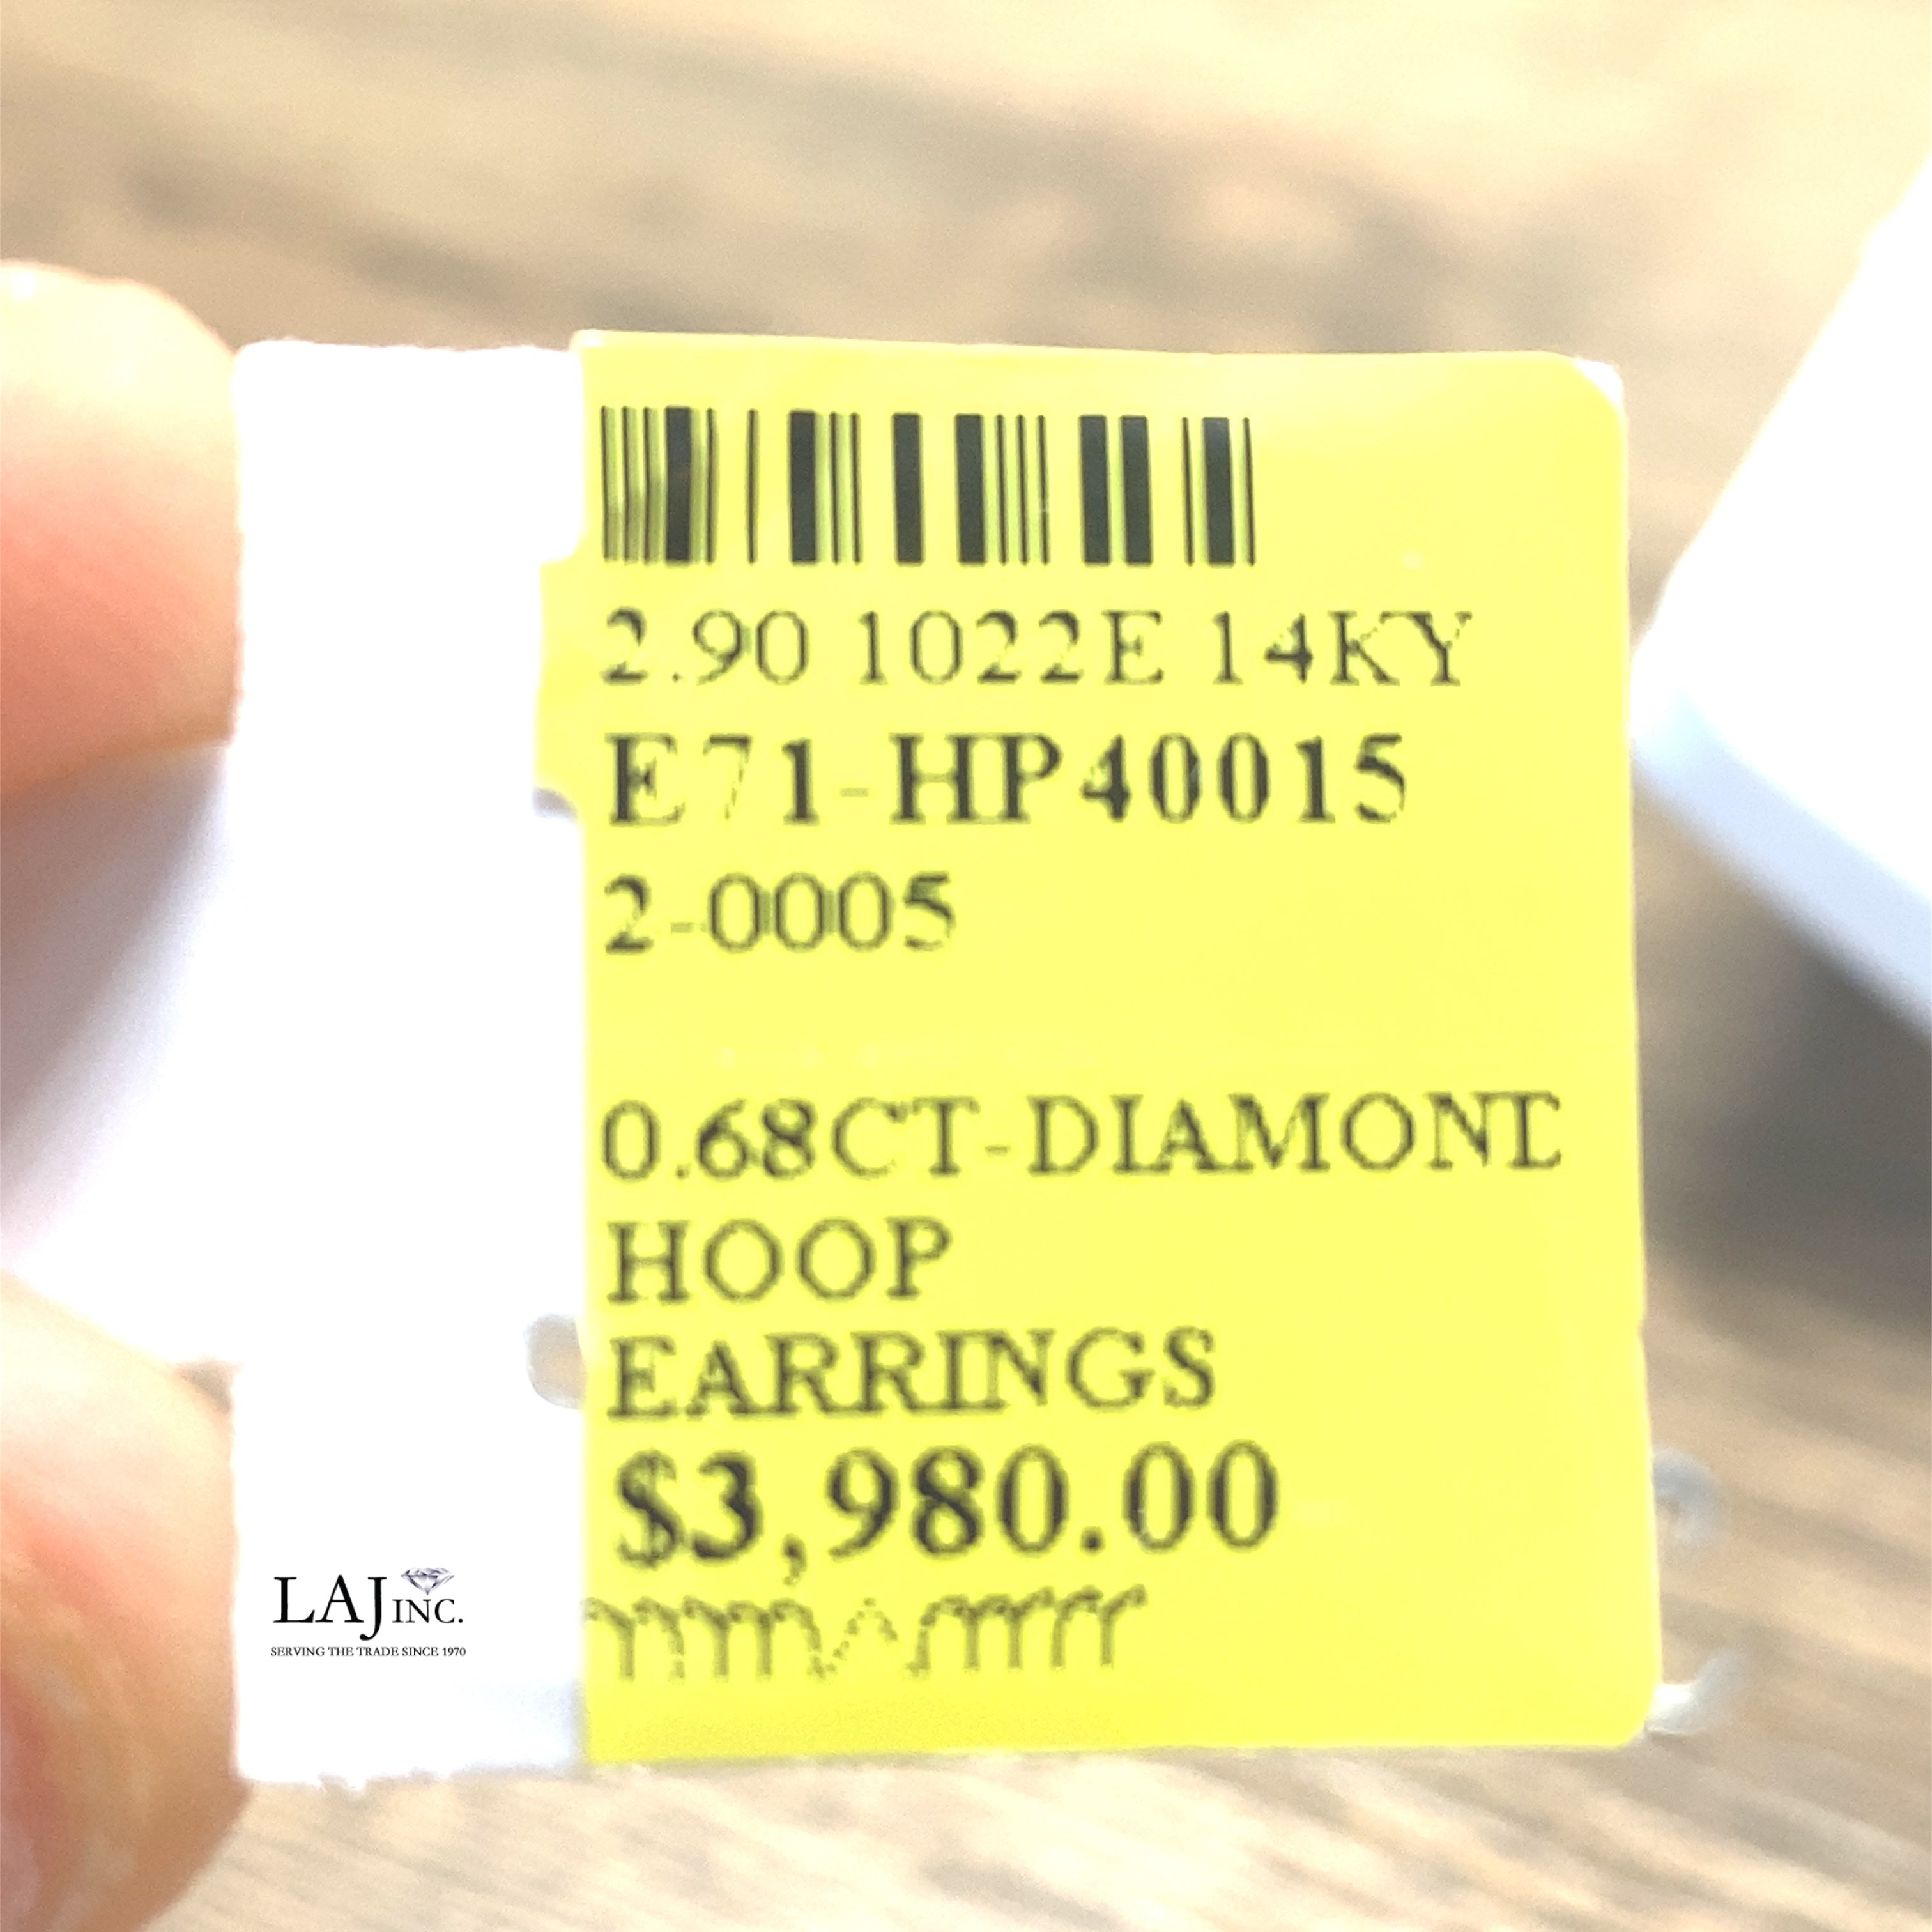 2.90 1022E 14KY
E71-HP40015
2-0005
0.68CT-DIAMOND
HOOP
EARRINGS
$3,980.00
LAJ INC.
SERVING THE TRADE SINCE 1970